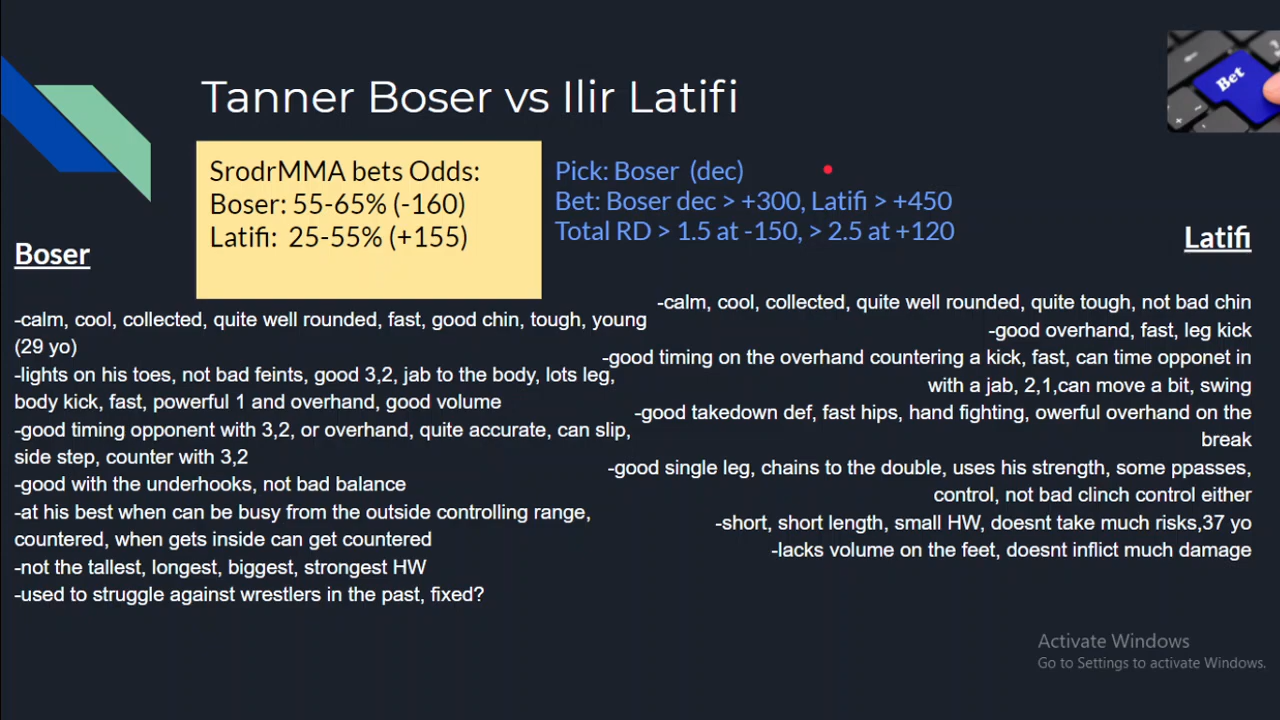 Tanner Boser vs Ilir Latifi
Bet
SrodrMMA bets Odds:
Boser: 55-65% (-160)
Latifi: 25-55% (+155)
Pick: Boser (dec)
Bet: Boser dec > +300, Latifi > +450
Total RD > 1.5 at -150, > 2.5 at +120
Boser
-calm, cool, collected, quite well rounded, fast, good chin, tough, young
(29 yo)
-lights on his toes, not bad feints, good 3,2, jab to the body, lots leg,
body kick, fast, powerful 1 and overhand, good volume
-good timing opponent with 3,2, or overhand, quite accurate, can slip,
side step, counter with 3,2
-good with the underhooks, not bad balance
-at his best when can be busy from the outside controlling range,
countered, when gets inside can get countered
-not the tallest, longest, biggest, strongest HW
-used to struggle against wrestlers in the past, fixed?
Latifi
-calm, cool, collected, quite well rounded, quite tough, not bad chin
-good overhand, fast, leg kick
-good timing on the overhand countering a kick, fast, can time opponet in
with a jab, 2,1,can move a bit, swing
-good takedown def, fast hips, hand fighting, owerful overhand on the
break
-good single leg, chains to the double, uses his strength, some ppasses,
control, not bad clinch control either
-short, short length, small HW, doesnt take much risks,37 yo
-lacks volume on the feet, doesnt inflict much damage
Activate Windows
Go to Settings to activate Windows.